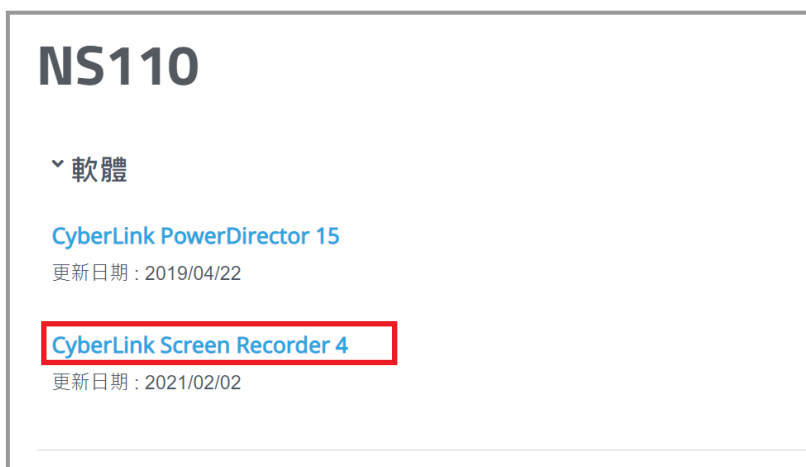 NS110
軟體
CyberLink PowerDirector 15
更新日期 : 2019/04/22
CyberLink Screen Recorder 4
更新日期 : 2021/02/02